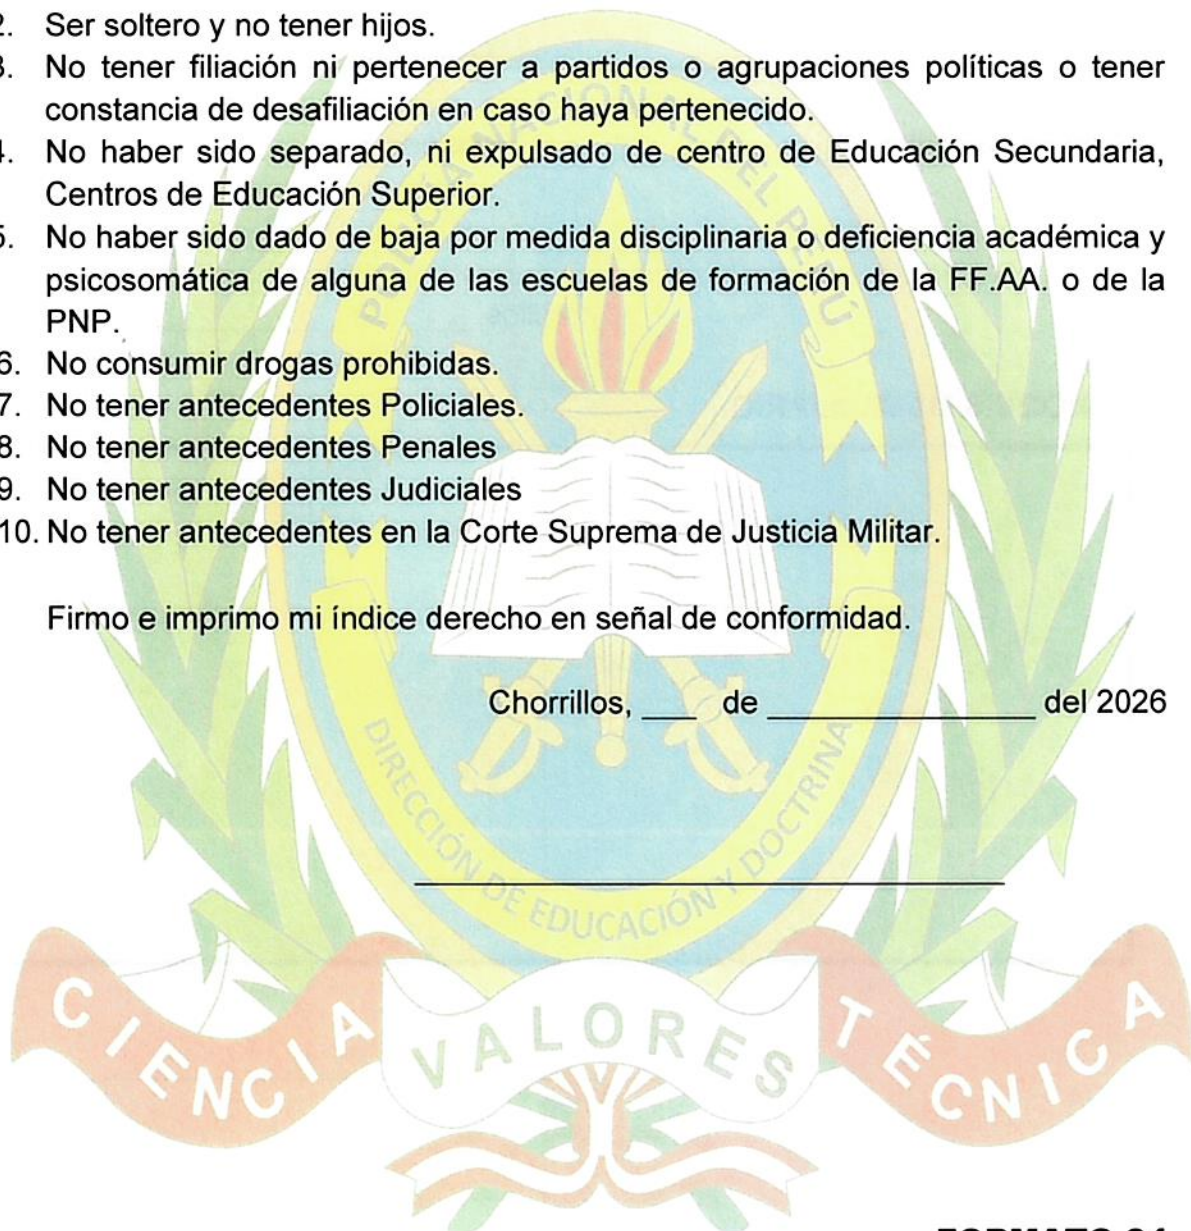 2. Ser soltero y no tener hijos.
3. No tener filiación ni pertenecer a partidos o agrupaciones políticas o tener
constancia de desafiliación en caso haya pertenecido.
4. No haber sido separado, ni expulsado de centro de Educación Secundaria,
Centros de Educación Superior.
5. No haber sido dado de baja por medida disciplinaria o deficiencia académica y
psicosomática de alguna de las escuelas de formación de la FF.AA. o de la
PNP.
6. No consumir drogas prohibidas.
7. No tener antecedentes Policiales.
8. No tener antecedentes Penales
9. No tener antecedentes Judiciales
10. No tener antecedentes en la Corte Suprema de Justicia Militar.
Firmo e imprimo mi índice derecho en señal de conformidad.
Chorrillos, ___ de _______________ del 2026
POLICÍA NACIONAL DEL PERÚ
DIRECCIÓN DE EDUCACIÓN Y DOCTRINA
CIENCIA VALORES TÉCNICA